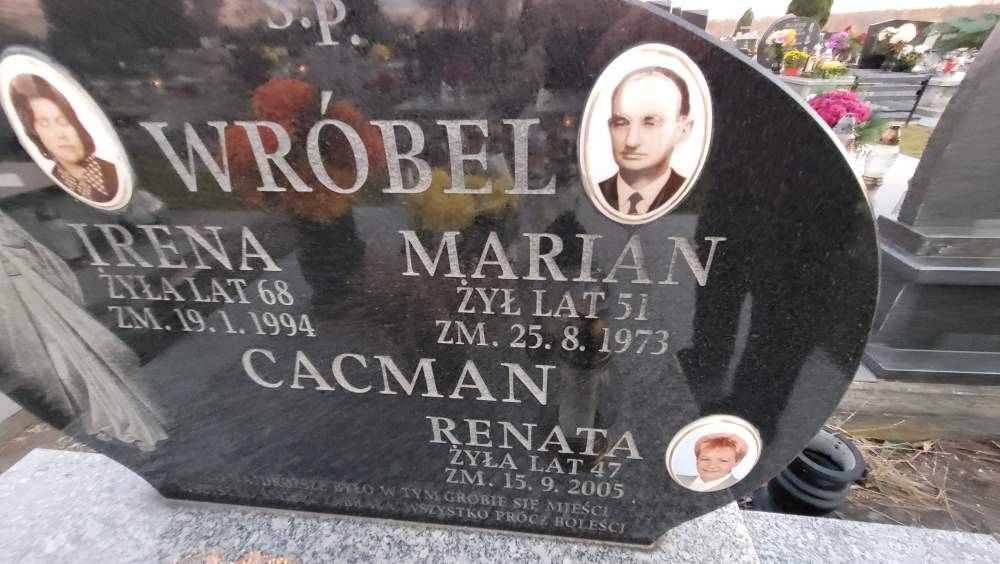 Ś.P.
WRÓBEL
IRENA
ŻYŁA LAT 68
ZM. 19. 1. 1994
MARIAN
ŻYŁ LAT 51
ZM. 25. 8. 1973
CACMAN
RENATA
ŻYŁA LAT 47
ZM. 15. 9. 2005
BYŁO W TYM GROBIE SIĘ MIEŚCI
WSZYSTKO PRÓCZ BOLEŚCI